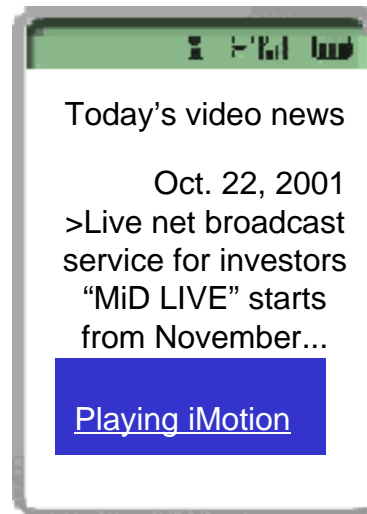 Today’s video news
Oct. 22, 2001
>Live net broadcast
service for investors
“MiD LIVE” starts
from November...
Playing iMotion